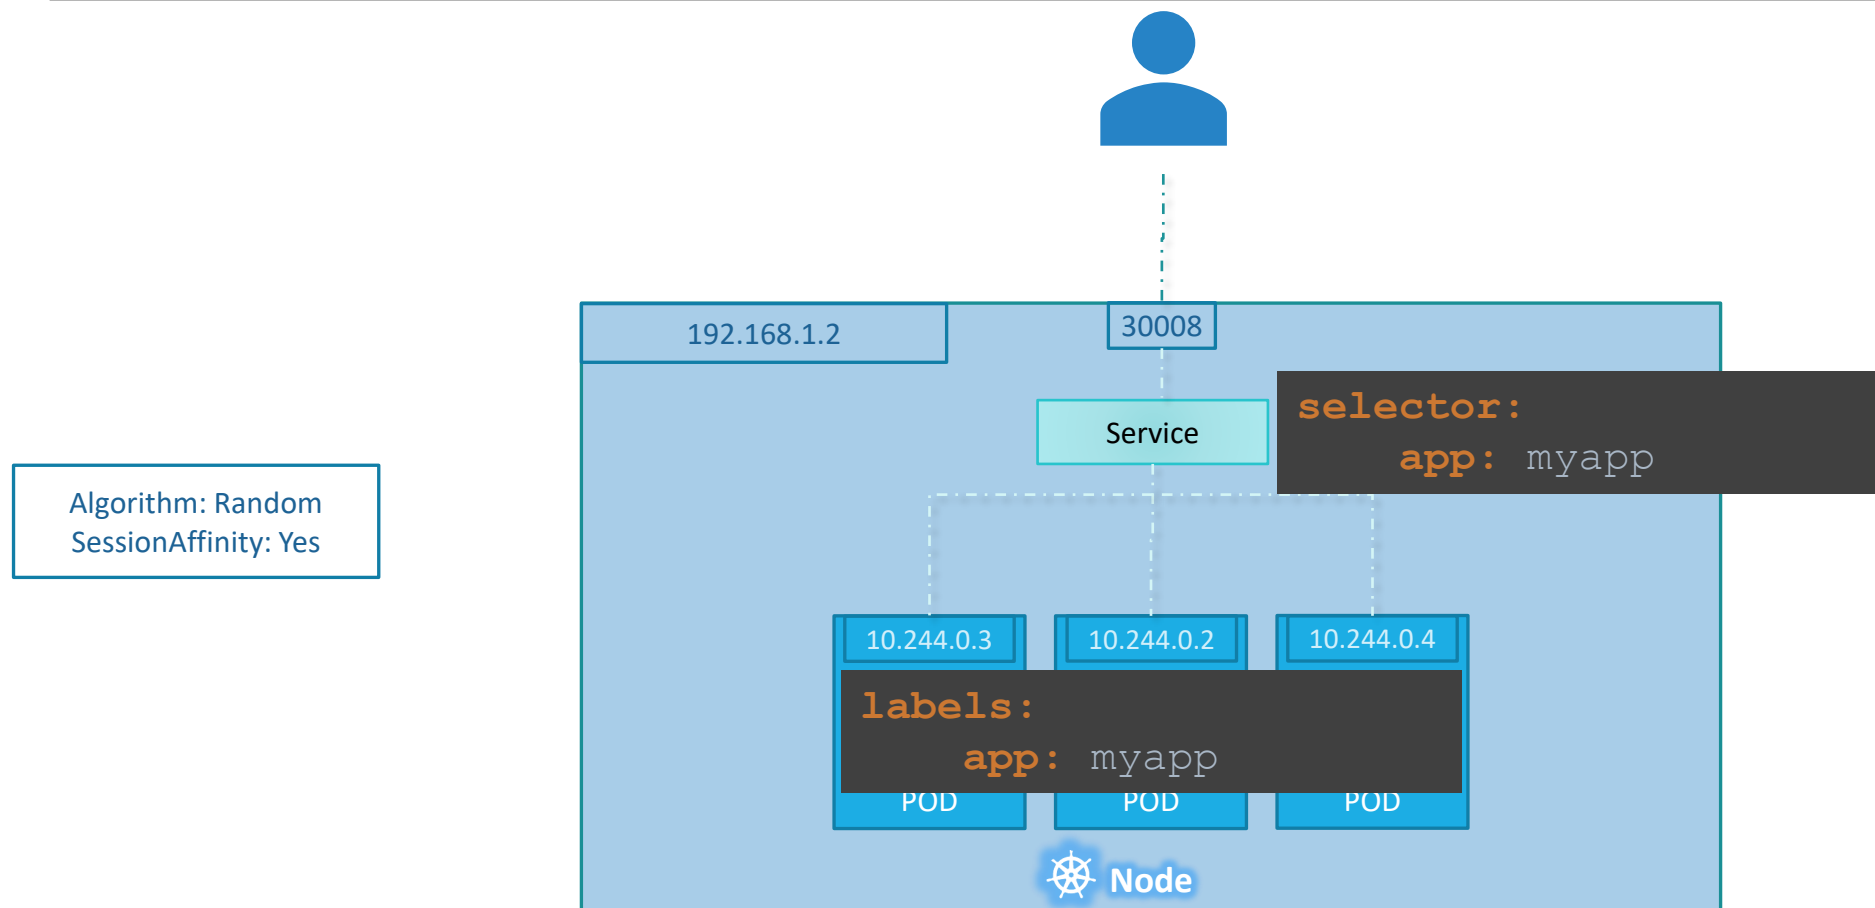 192.168.1.2
30008
selector:
app: myapp
Service
Algorithm: Random
SessionAffinity: Yes
10.244.0.3
10.244.0.2
10.244.0.4
labels:
app: myapp
POD
POD
POD
Node